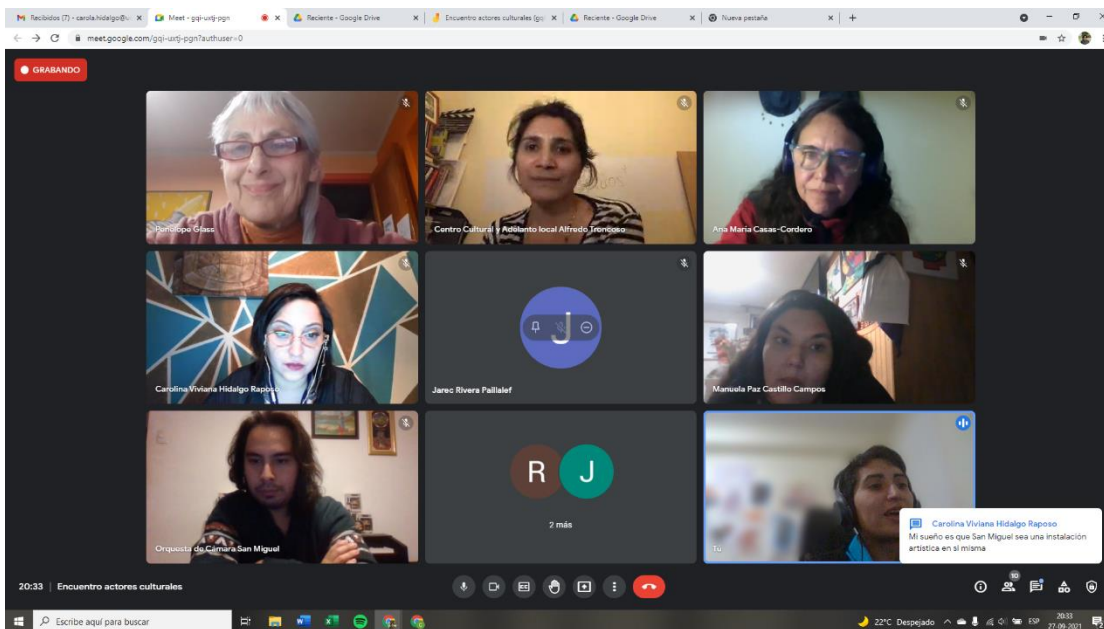 Recibidos (7) - carola.hidalgo@u
Meet - gqi-uxtj-pgn
Reciente - Google Drive
Encuentro actores culturales (gq
Reciente - Google Drive
Nueva pestaña
meet.google.com/gqi-uxtj-pgn?authuser=0
GRABANDO
Penelope Glass
Centro Cultural y Adelanto local Alfredo Troncoso
Ana María Casas-Cordero
Carolina Viviana Hidalgo Raposo
J
Jarec Rivera Paillalef
Manuela Paz Castillo Campos
Orquesta de Cámara San Miguel
R J
2 más
Tú
Carolina Viviana Hidalgo Raposo
Mi sueño es que San Miguel sea una instalación
artística en sí misma
20:33 | Encuentro actores culturales
10
Escribe aquí para buscar
22°C Despejado
ESP
20:33
27-09-2021